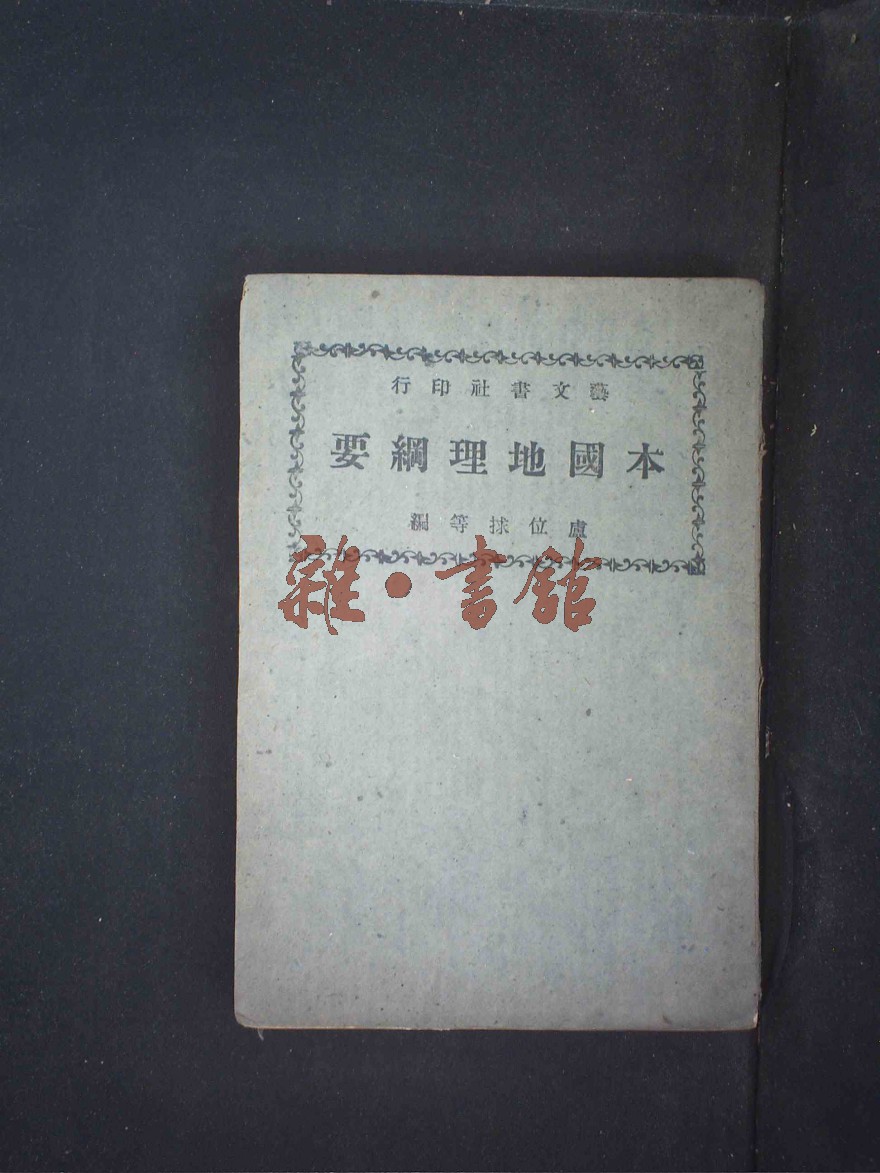 藝文書社印行
本國地理綱要
盧位捄等編
雜·書館